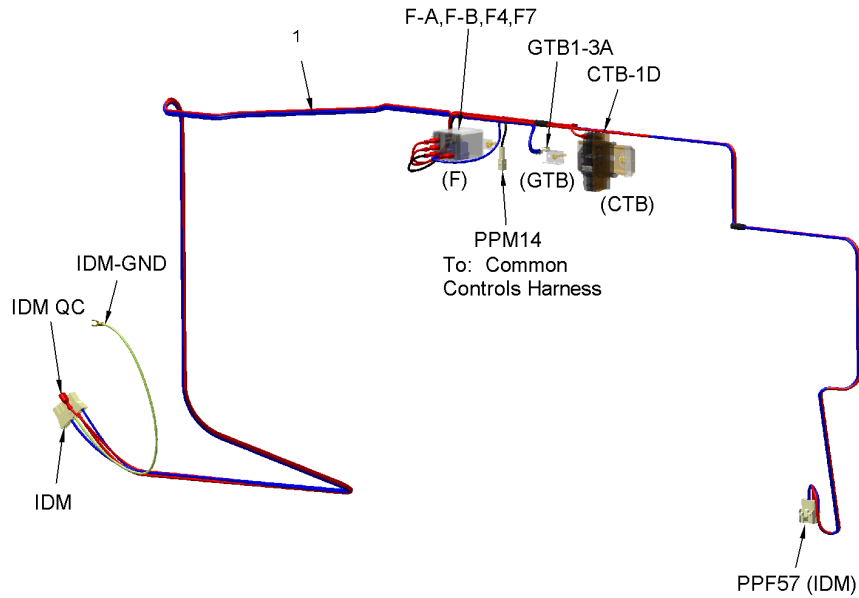 F-A,F-B,F4,F7
1
GTB1-3A
CTB-1D
(F)
(GTB)
(CTB)
PPM14
To: Common
Controls Harness
IDM-GND
IDM QC
IDM
PPF57 (IDM)